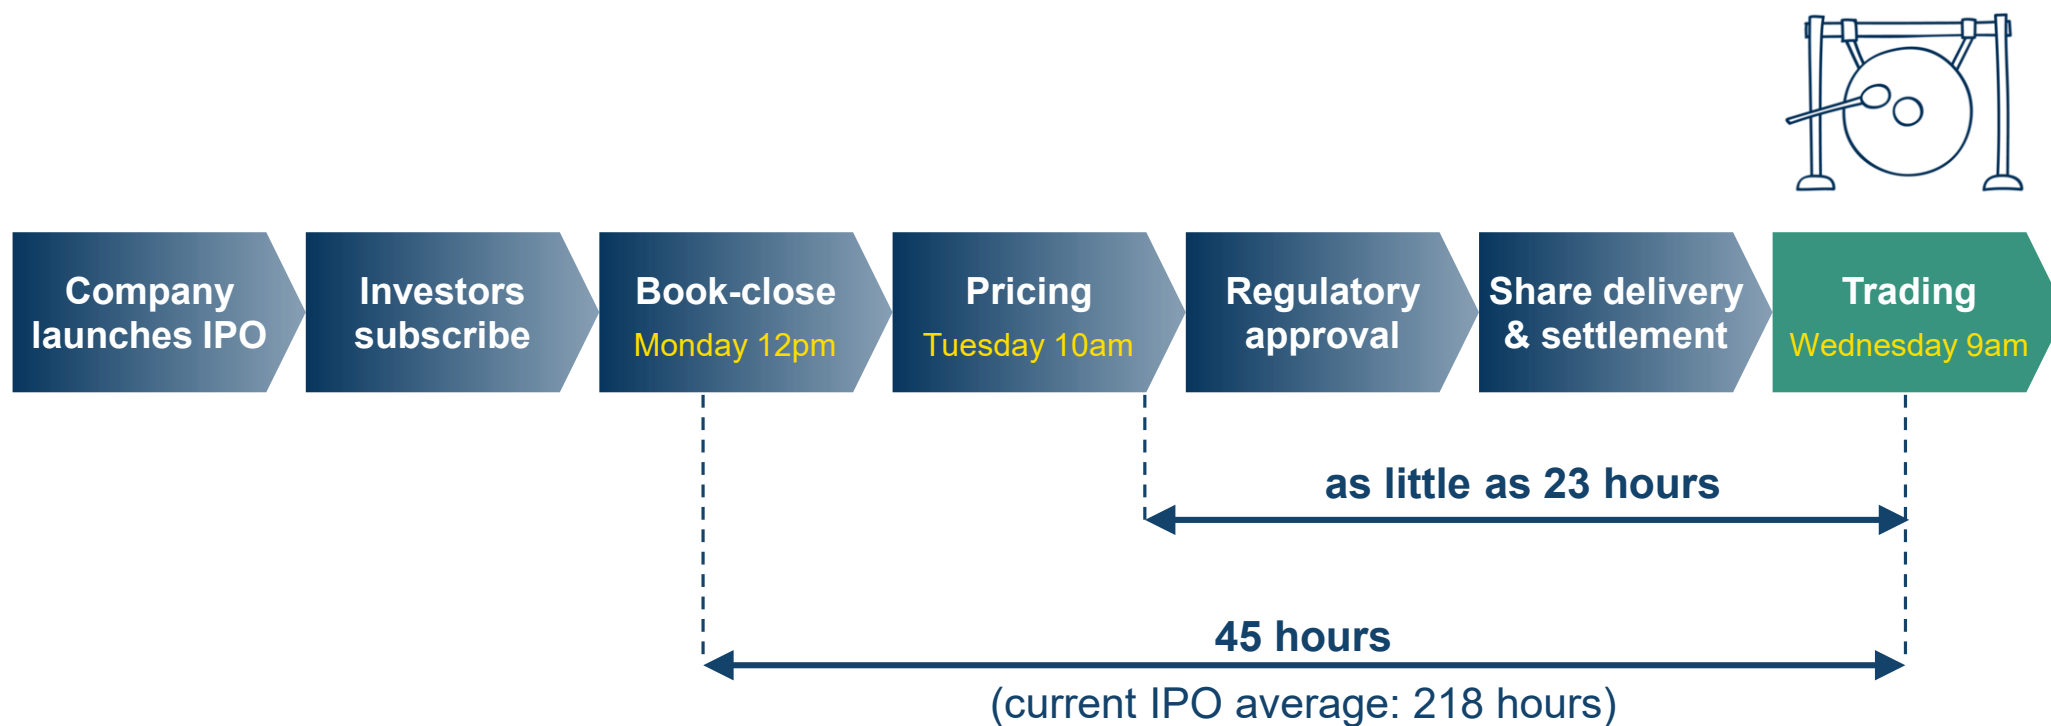 Company
launches IPO
Investors
subscribe
Book-close
Monday 12pm
Pricing
Tuesday 10am
Regulatory
approval
Share delivery
& settlement
Trading
Wednesday 9am
as little as 23 hours
45 hours
(current IPO average: 218 hours)